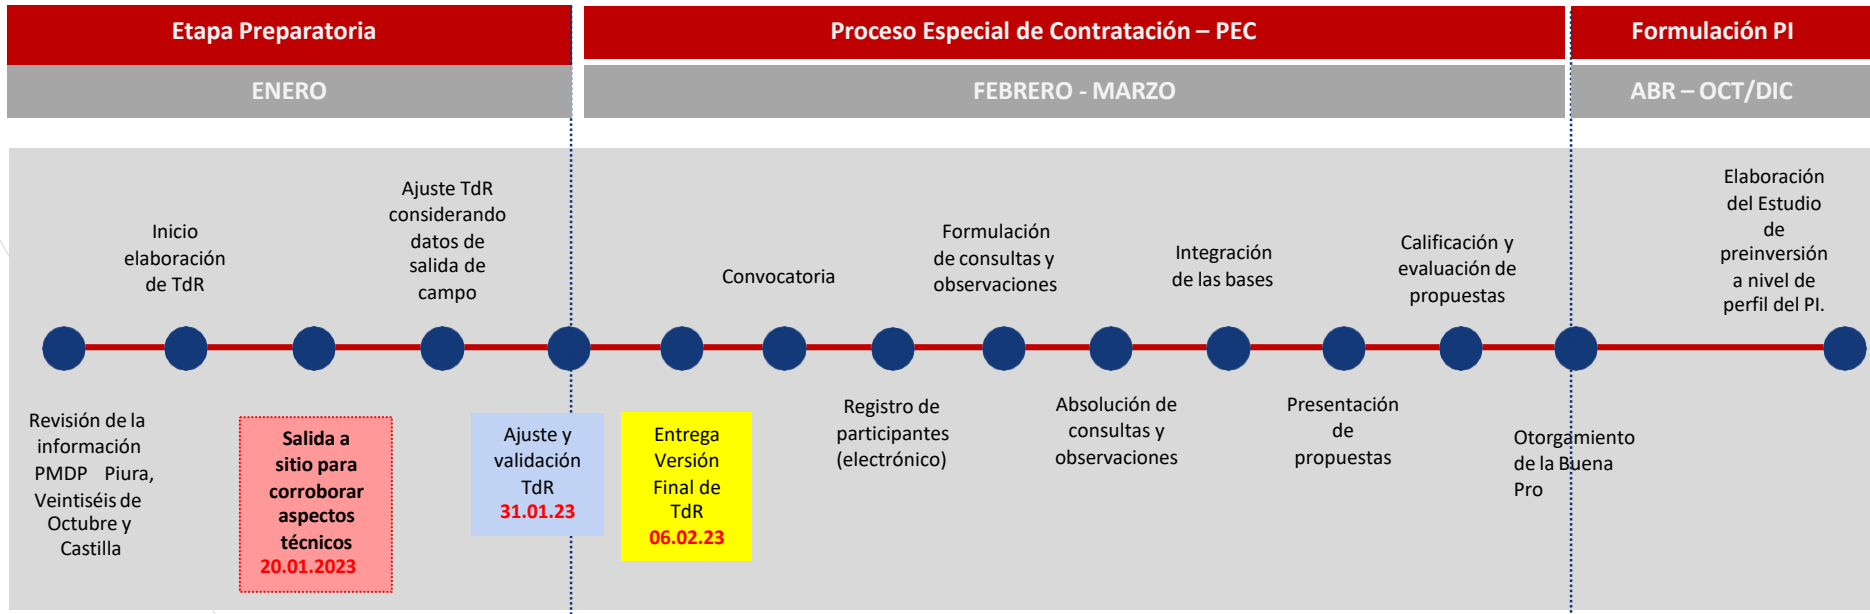 Etapa Preparatoria
Proceso Especial de Contratación – PEC
Formulación PI
ENERO
FEBRERO - MARZO
ABR – OCT/DIC
Revisión de la
información
PMDP Piura,
Veintiséis de
Octubre y
Castilla
Inicio
elaboración
de TdR
Salida a
sitio para
corroborar
aspectos
técnicos
20.01.2023
Ajuste TdR
considerando
datos de
salida de
campo
Ajuste y
validación
TdR
31.01.23
Entrega
Versión
Final de
TdR
06.02.23
Convocatoria
Registro de
participantes
(electrónico)
Formulación
de consultas y
observaciones
Absolución de
consultas y
observaciones
Integración
de las bases
Presentación
de
propuestas
Calificación y
evaluación de
propuestas
Otorgamiento
de la Buena
Pro
Elaboración
del Estudio
de
preinversión
a nivel de
perfil del PI.